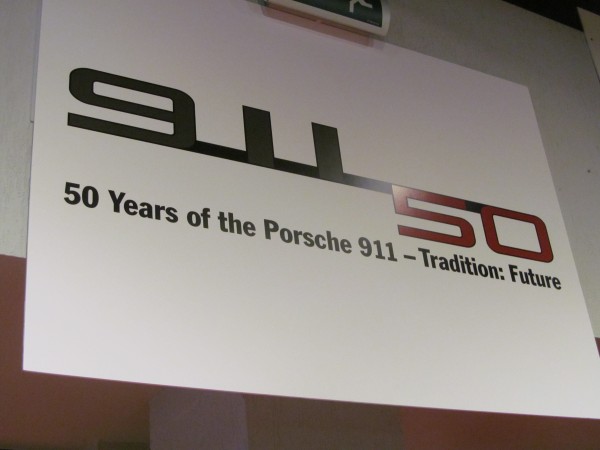 911
50
50 Years of the Porsche 911 – Tradition: Future